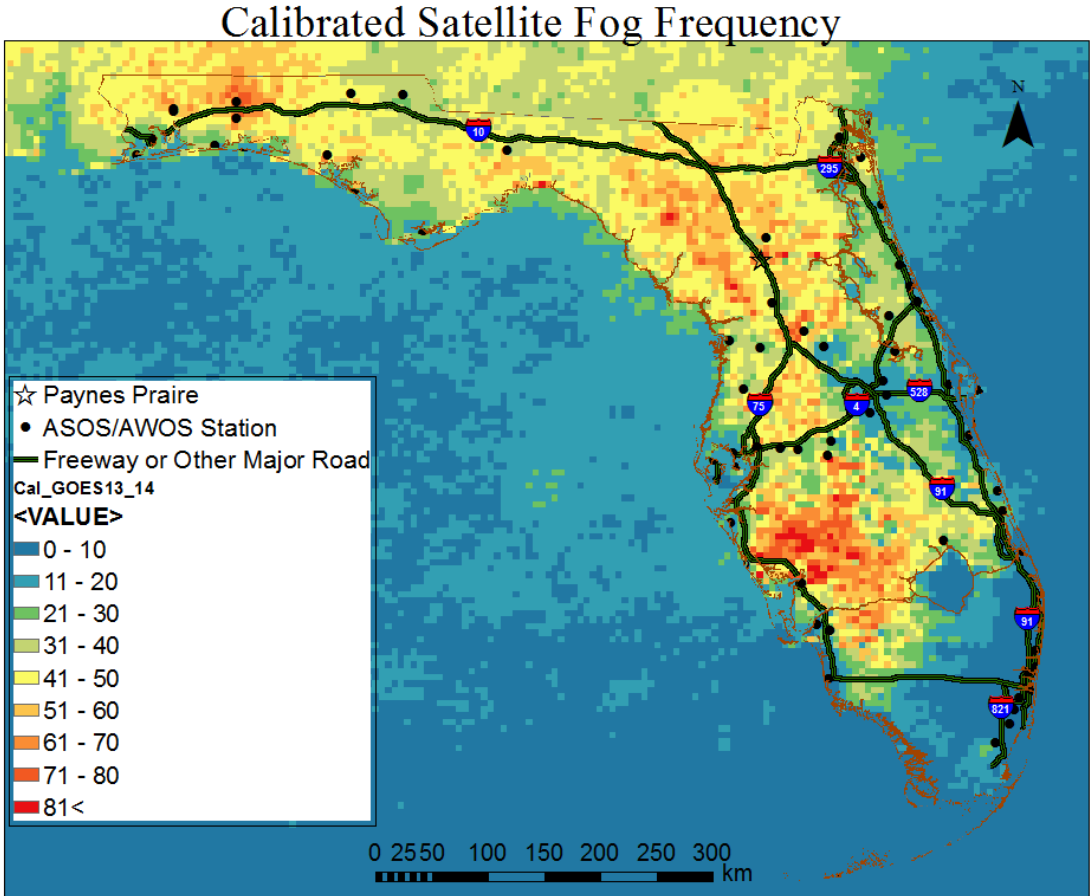 Calibrated Satellite Fog Frequency
N
10
295
75
4
528
91
91
821
Paynes Prairie
ASOS/AWOS Station
Freeway or Other Major Road
Cal_GOES13_14
<VALUE>
0 - 10
11 - 20
21 - 30
31 - 40
41 - 50
51 - 60
61 - 70
71 - 80
81<
0 25 50 100 150 200 250 300
km